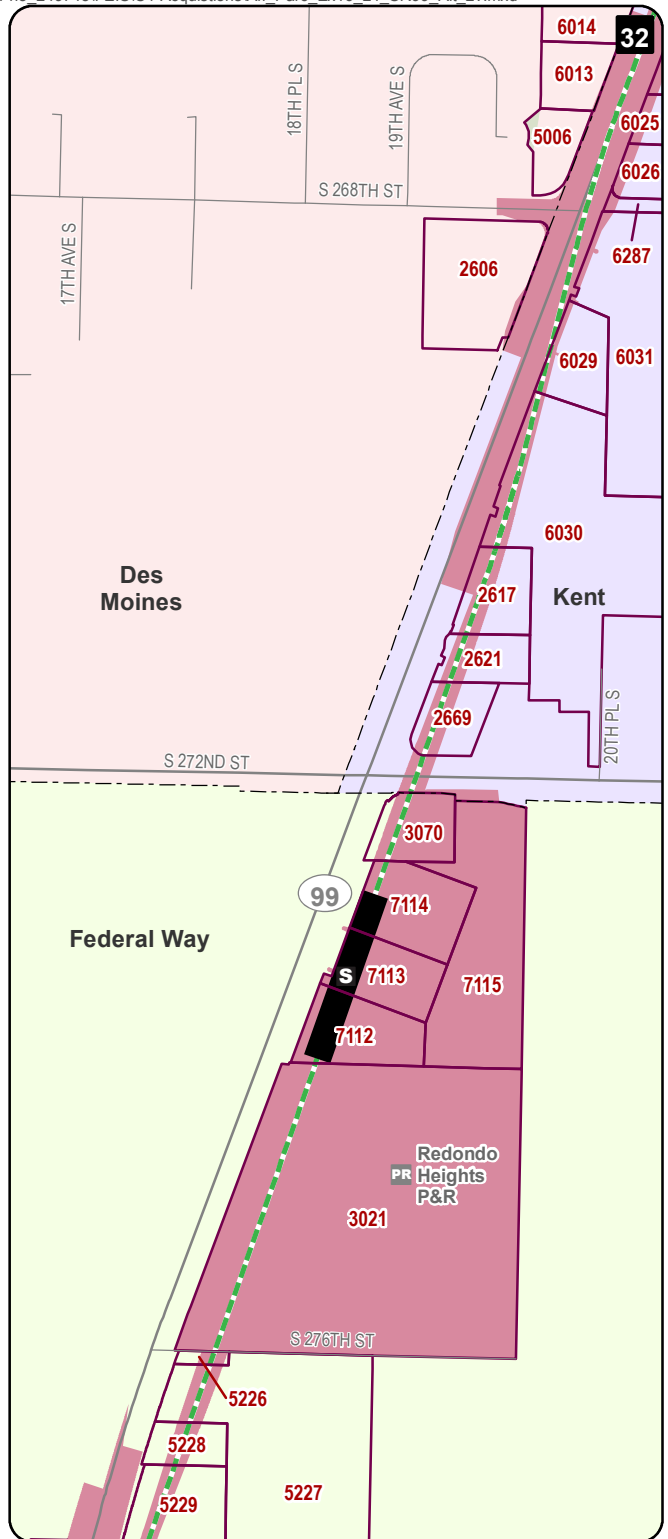 6014
32
6013
18TH PL S
19TH AVE S
6025
5006
6026
S 268TH ST
17TH AVE S
6287
2606
6029
6031
6030
Des
Moines
2617
Kent
2621
2669
20TH PL S
S 272ND ST
3070
99
7114
Federal Way
S
7113
7115
7112
Redondo
PR Heights
P&R
3021
S 276TH ST
5226
5228
5227
5229